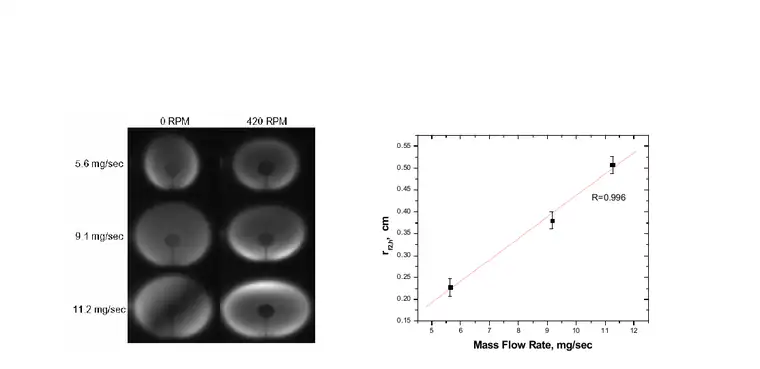 0 RPM 420 RPM
5.6 mg/sec
9.1 mg/sec
11.2 mg/sec
0.55
0.50
0.45
0.40
0.35
0.30
0.25
0.20
0.15
r_f2,h, cm
R=0.996
5 6 7 8 9 10 11 12
Mass Flow Rate, mg/sec